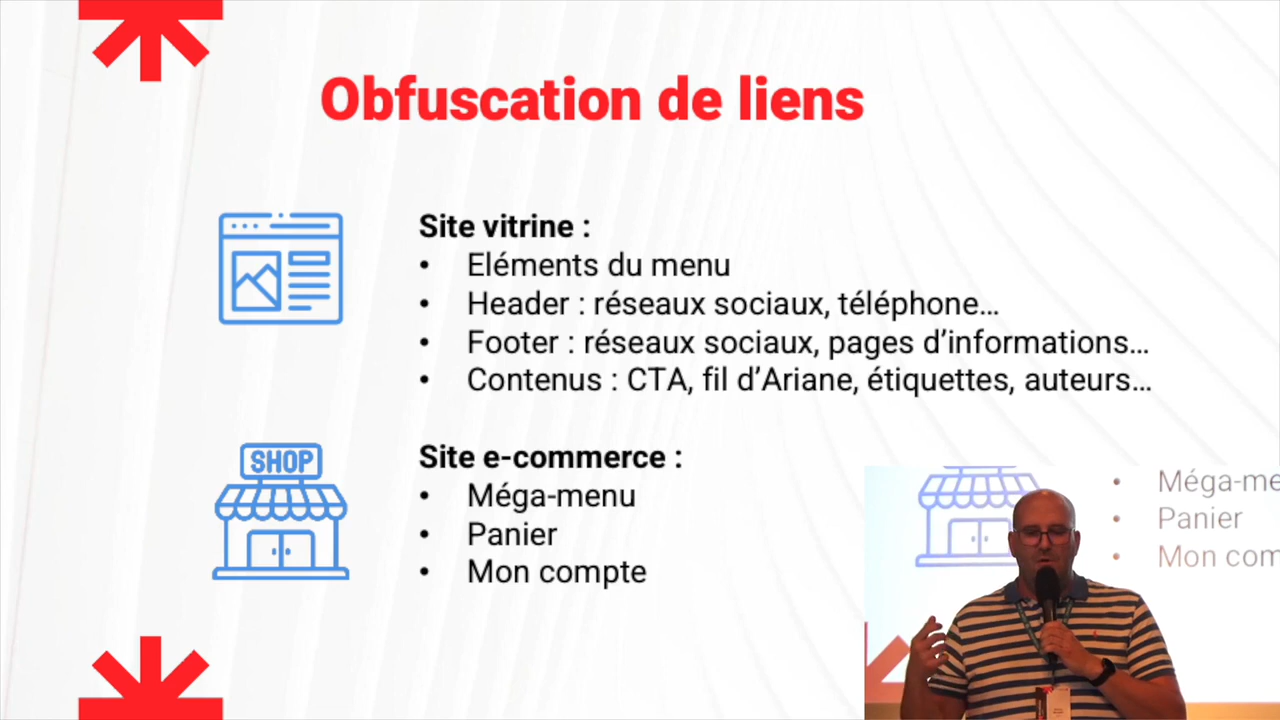 Obfuscation de liens
Site vitrine :
• Eléments du menu
• Header : réseaux sociaux, téléphone…
• Footer : réseaux sociaux, pages d’informations…
• Contenus : CTA, fil d’Ariane, étiquettes, auteurs…
SHOP
Site e-commerce :
• Méga-menu
• Panier
• Mon compte
• Méga-me
• Panier
• Mon com